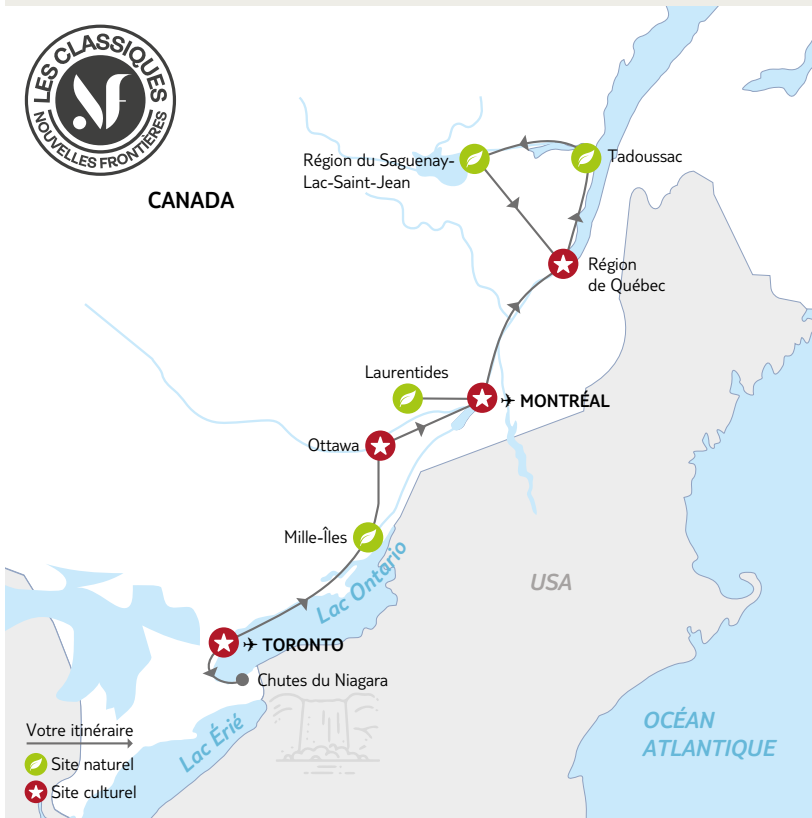 LES CLASSIQUES
NF
NOUVELLES FRONTIÈRES
CANADA
Région du Saguenay-
Lac-Saint-Jean
Tadoussac
Région
de Québec
Laurentides
MONTRÉAL
Ottawa
Mille-Îles
Lac Ontario
USA
TORONTO
Chutes du Niagara
Lac Érié
OCÉAN
ATLANTIQUE
Votre itinéraire
Site naturel
Site culturel